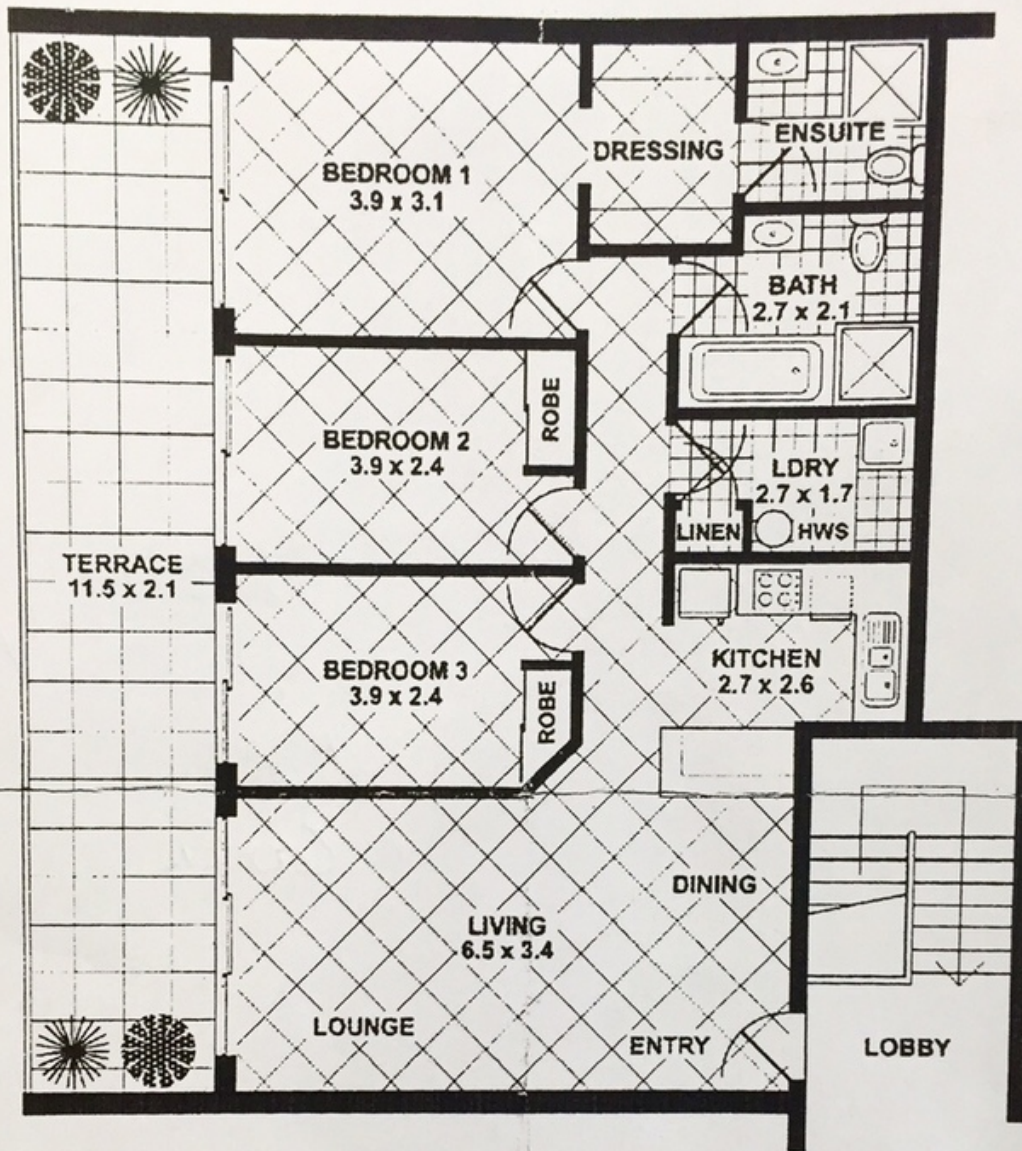 BEDROOM 1
3.9 x 3.1
DRESSING
ENSUITE
BATH
2.7 x 2.1
BEDROOM 2
3.9 x 2.4
ROBE
LDRY
2.7 x 1.7
LINEN
HWS
TERRACE
11.5 x 2.1
BEDROOM 3
3.9 x 2.4
ROBE
KITCHEN
2.7 x 2.6
DINING
LIVING
6.5 x 3.4
LOUNGE
ENTRY
LOBBY